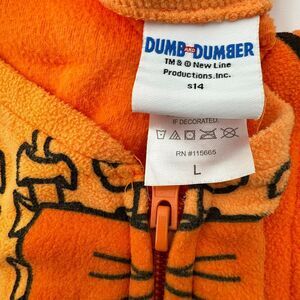 DUMB AND DUMBER
TM & © New Line
Productions.Inc.
s14
IF DECORATED.
RN #115665
L